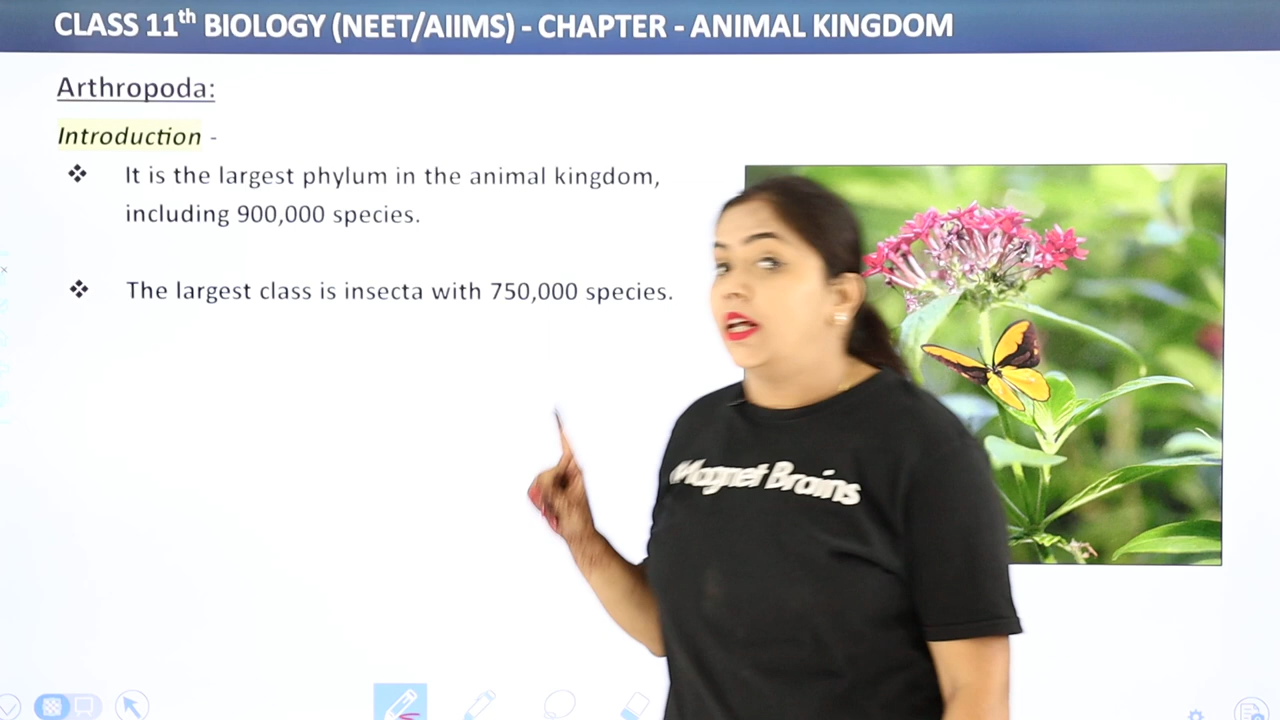 CLASS 11th BIOLOGY (NEET/AIIMS) - CHAPTER - ANIMAL KINGDOM
Arthropoda:
Introduction -
❖ It is the largest phylum in the animal kingdom,
including 900,000 species.
❖ The largest class is insecta with 750,000 species.
Magnet Brains